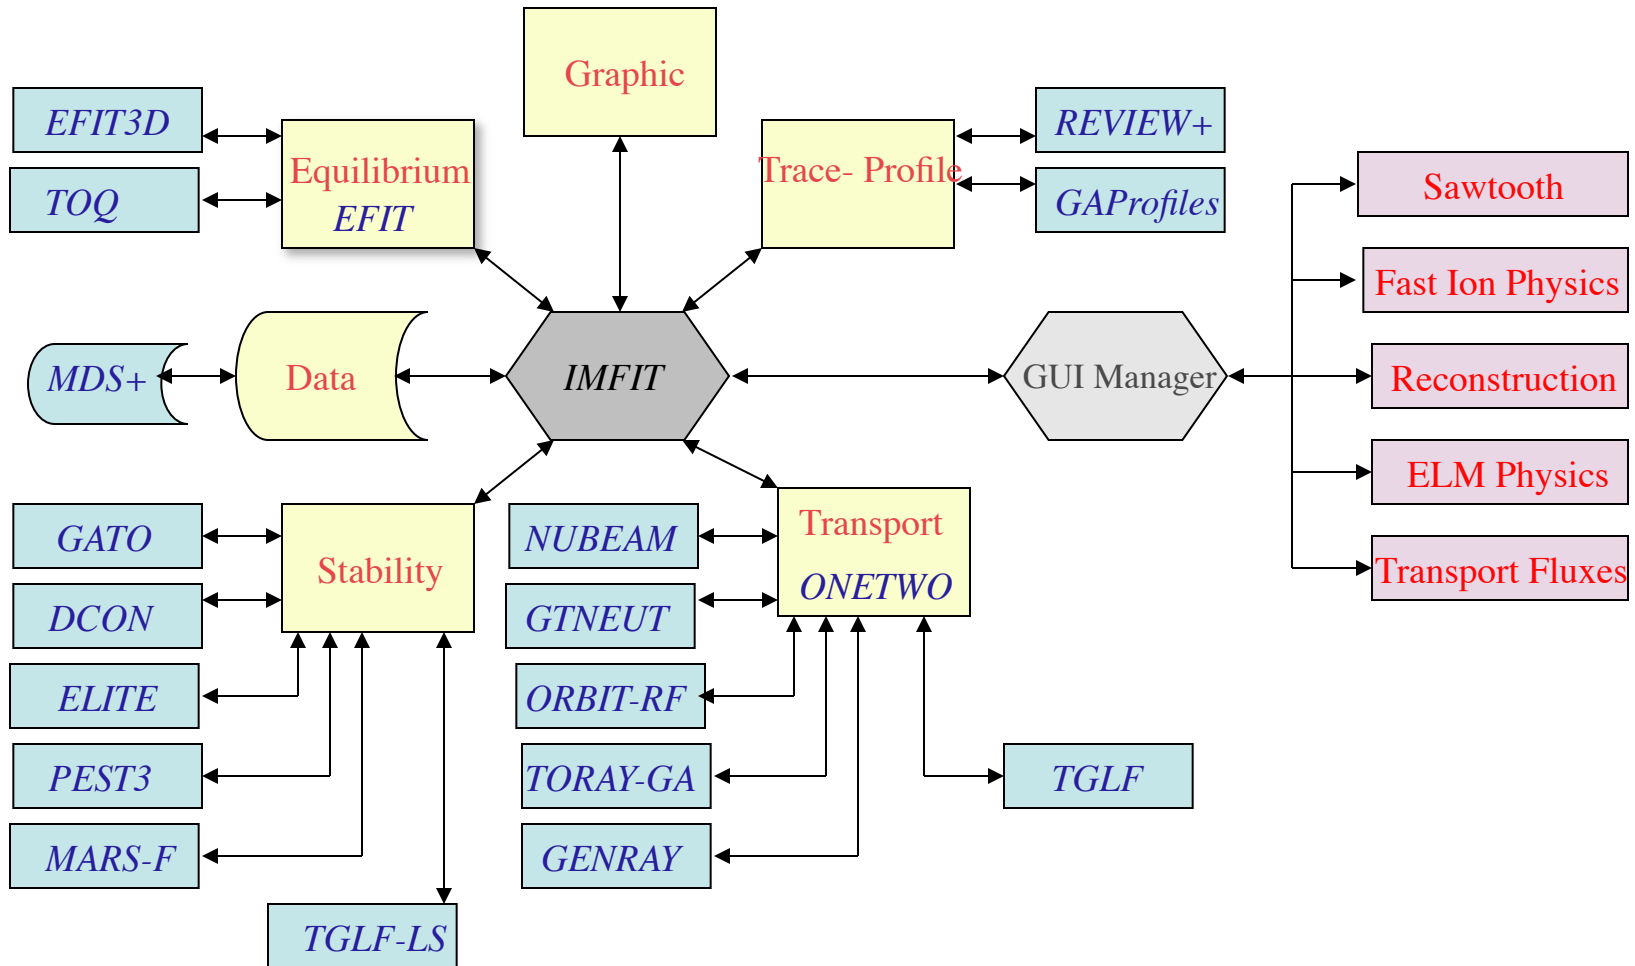 Graphic
EFIT3D
TOQ
Equilibrium
EFIT
Trace- Profile
REVIEW+
GAProfiles
Sawtooth
Fast Ion Physics
Reconstruction
ELM Physics
Transport Fluxes
MDS+
Data
IMFIT
GUI Manager
GATO
DCON
ELITE
PEST3
MARS-F
Stability
TGLF-LS
NUBEAM
GTNEUT
ORBIT-RF
TORAY-GA
GENRAY
Transport
ONETWO
TGLF